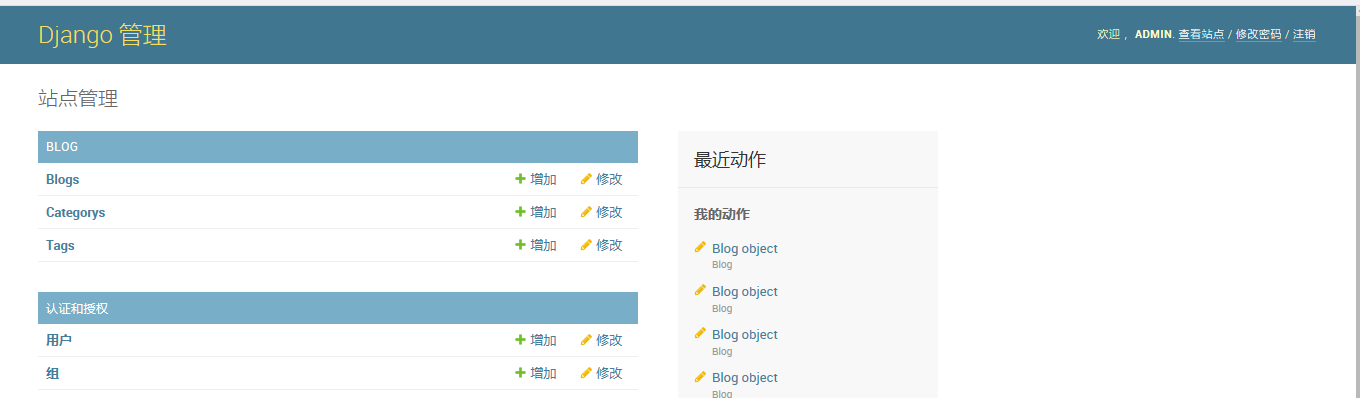 Django 管理
欢迎， ADMIN. 查看站点 / 修改密码 / 注销
站点管理
BLOG
Blogs 增加 修改
Categorys 增加 修改
Tags 增加 修改
认证和授权
用户 增加 修改
组 增加 修改
最近动作
我的动作
Blog object
Blog
Blog object
Blog
Blog object
Blog
Blog object
Blog